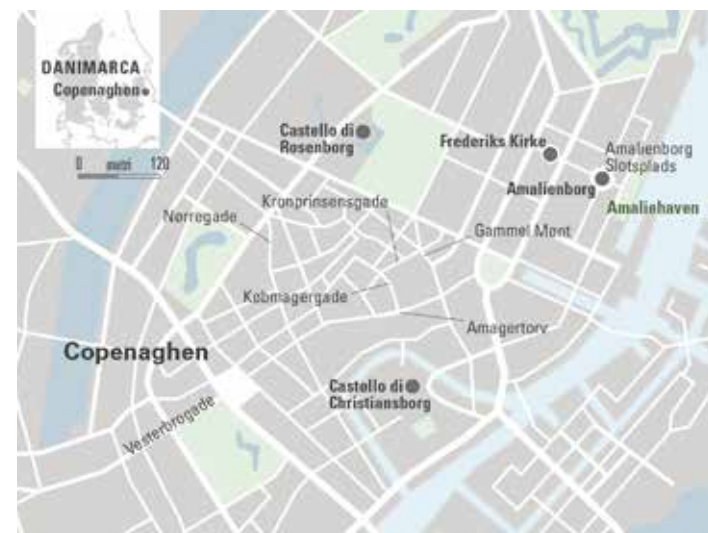 DANIMARCA
Copenaghen
0 metri 120
Castello di
Rosenborg
Frederiks Kirke
Amalienborg
Slotsplads
Amalienborg
Amaliehaven
Kronprinsensgade
Nørregade
Gammel Mønt
Købmagergade
Amagertorv
Copenaghen
Castello di
Christiansborg
Vesterbrogade